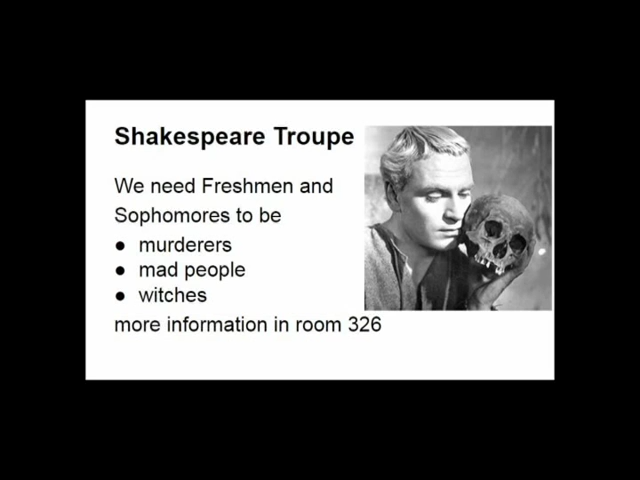 Shakespeare Troupe
We need Freshmen and
Sophomores to be
● murderers
● mad people
● witches
more information in room 326